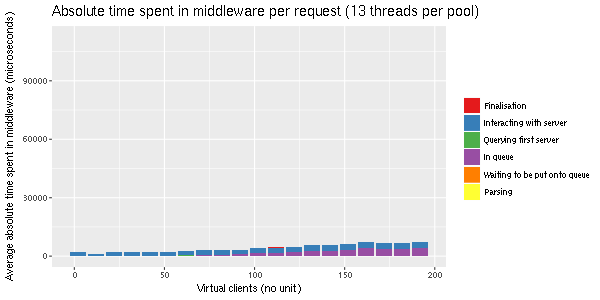 Absolute time spent in middleware per request (13 threads per pool)
Average absolute time spent in middleware (microseconds)
90000
60000
30000
0
0
50
100
150
200
Virtual clients (no unit)
Finalisation
Interacting with server
Querying first server
In queue
Waiting to be put onto queue
Parsing